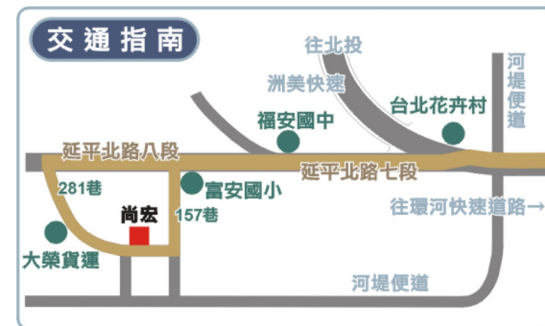 交通指南
往北投
洲美快速
河堤便道
台北花卉村
福安國中
延平北路八段
延平北路七段
281巷
富安國小
157巷
尚宏
往環河快速道路→
大榮貨運
河堤便道